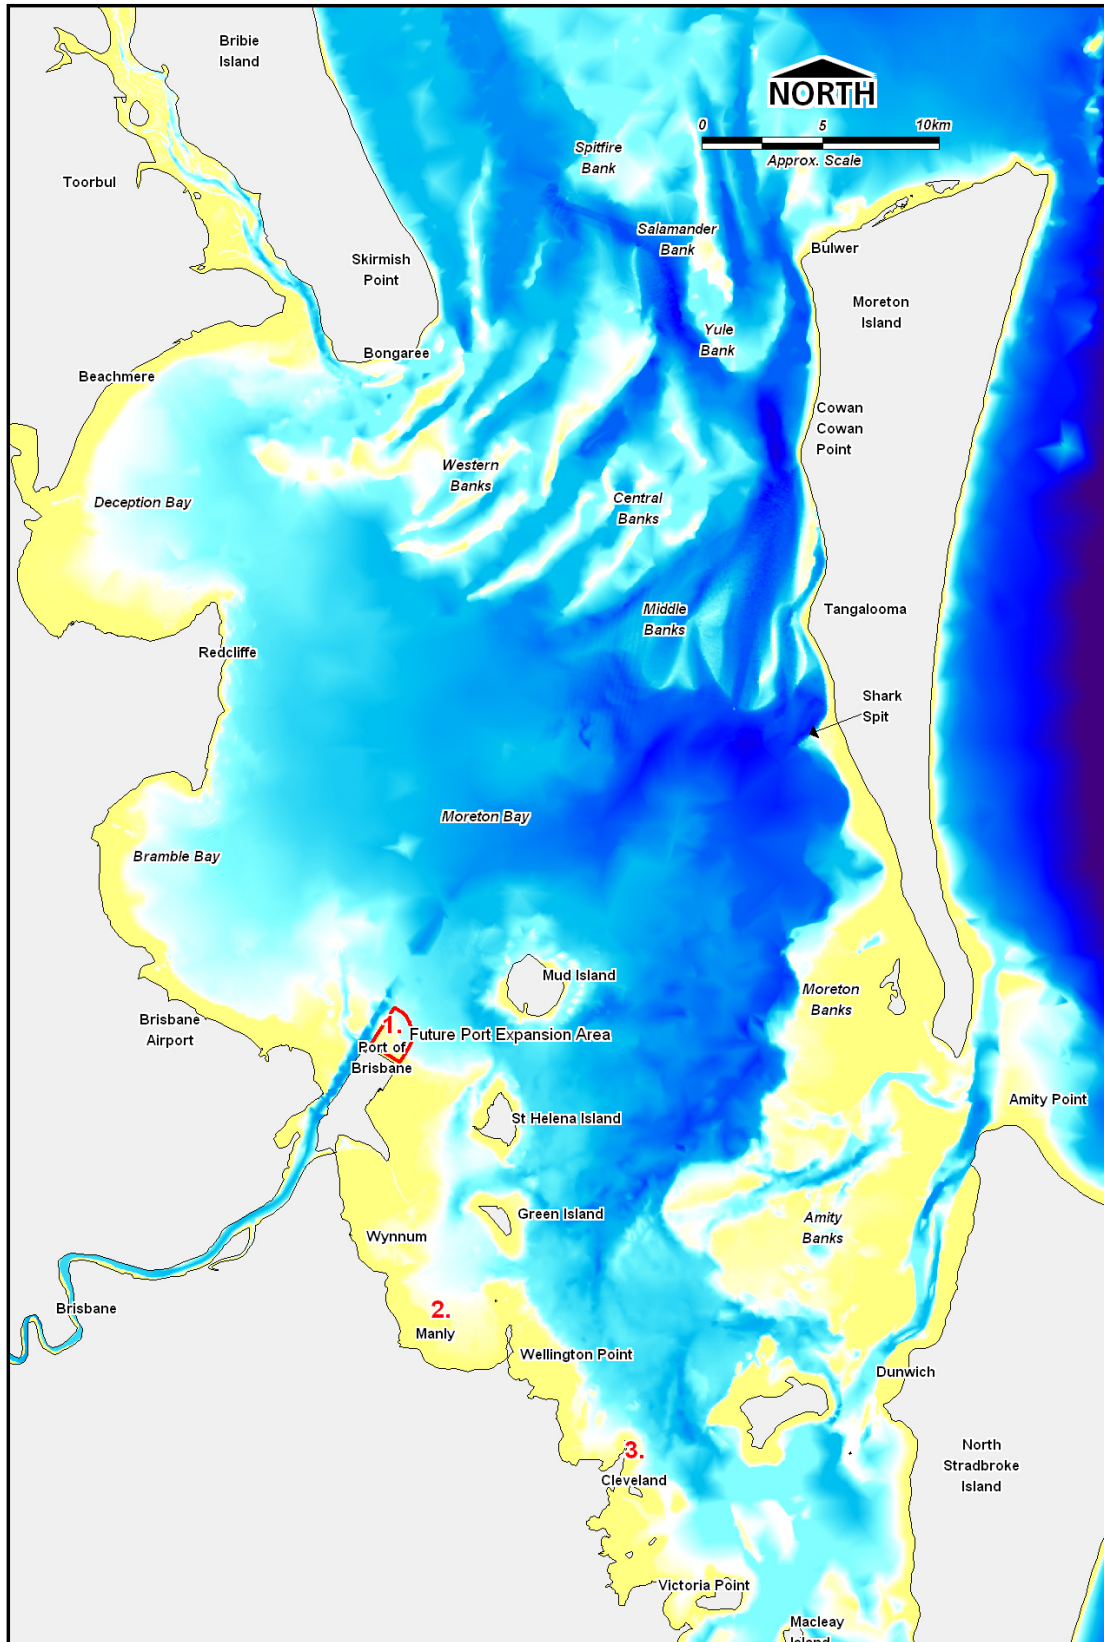 Bribie
Island
NORTH
0 5 10km
Approx. Scale
Spitfire
Bank
Toorbul
Salamander
Bank
Bulwer
Skirmish
Point
Moreton
Island
Yule
Bank
Bongaree
Beachmere
Cowan
Cowan
Point
Western
Banks
Central
Banks
Deception Bay
Middle
Banks
Tangalooma
Redcliffe
Shark
Spit
Moreton Bay
Bramble Bay
Mud Island
Moreton
Banks
Brisbane
Airport
1.
Future Port Expansion Area
Port of
Brisbane
Amity Point
St Helena Island
Green Island
Amity
Banks
Wynnum
Brisbane
2.
Manly
Wellington Point
Dunwich
3.
Cleveland
North
Stradbroke
Island
Victoria Point
Macleay
Island